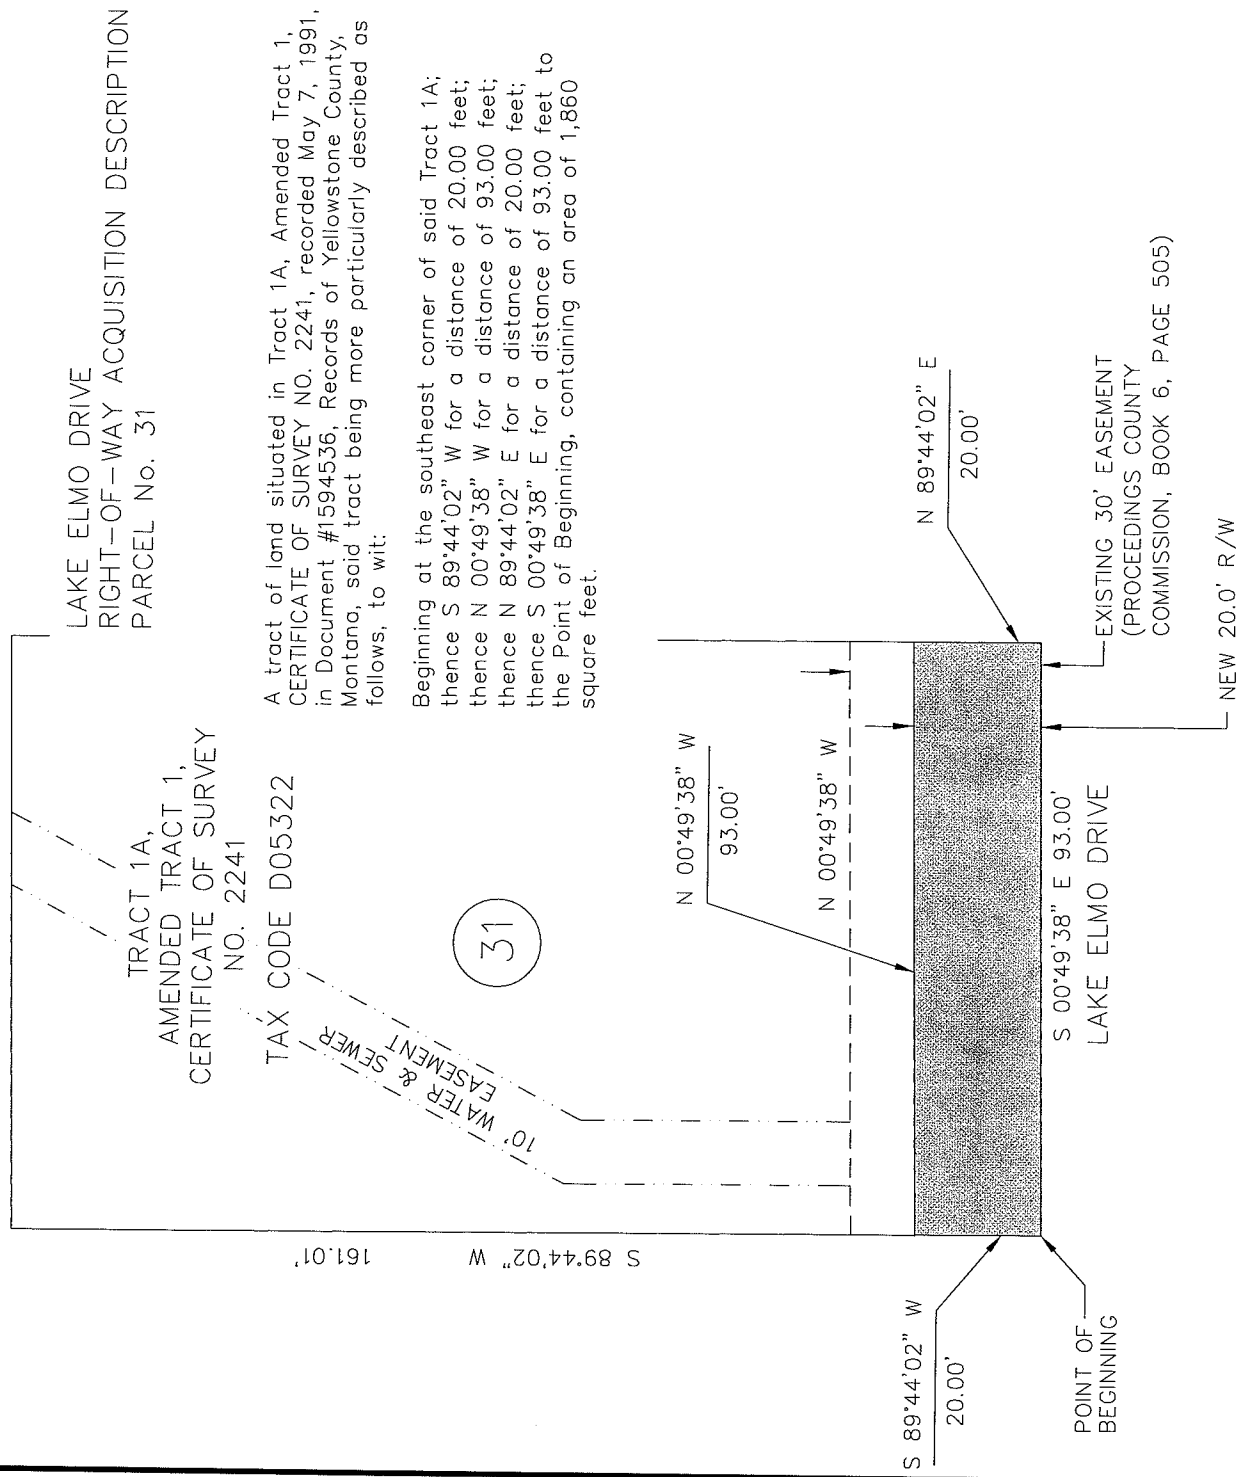 LAKE ELMO DRIVE
RIGHT-OF-WAY ACQUISITION DESCRIPTION
PARCEL No. 31
A tract of land situated in Tract 1A, Amended Tract 1,
CERTIFICATE OF SURVEY NO. 2241, recorded May 7, 1991,
in Document #1594536, Records of Yellowstone County,
Montana, said tract being more particularly described as
follows, to wit:
Beginning at the southeast corner of said Tract 1A;
thence S 89°44'02" W for a distance of 20.00 feet;
thence N 00°49'38" W for a distance of 93.00 feet;
thence N 89°44'02" E for a distance of 20.00 feet;
thence S 00°49'38" E for a distance of 93.00 feet to
the Point of Beginning, containing an area of 1,860
square feet.
TRACT 1A,
AMENDED TRACT 1,
CERTIFICATE OF SURVEY
NO. 2241
TAX CODE D05322
31
10' WATER & SEWER
EASEMENT
161.01'
S 89°44'02" W
N 00°49'38" W
93.00'
N 00°49'38" W
N 89°44'02" E
20.00'
S 89°44'02" W
20.00'
S 00°49'38" E 93.00'
LAKE ELMO DRIVE
POINT OF
BEGINNING
EXISTING 30' EASEMENT
(PROCEEDINGS COUNTY
COMMISSION, BOOK 6, PAGE 505)
NEW 20.0' R/W